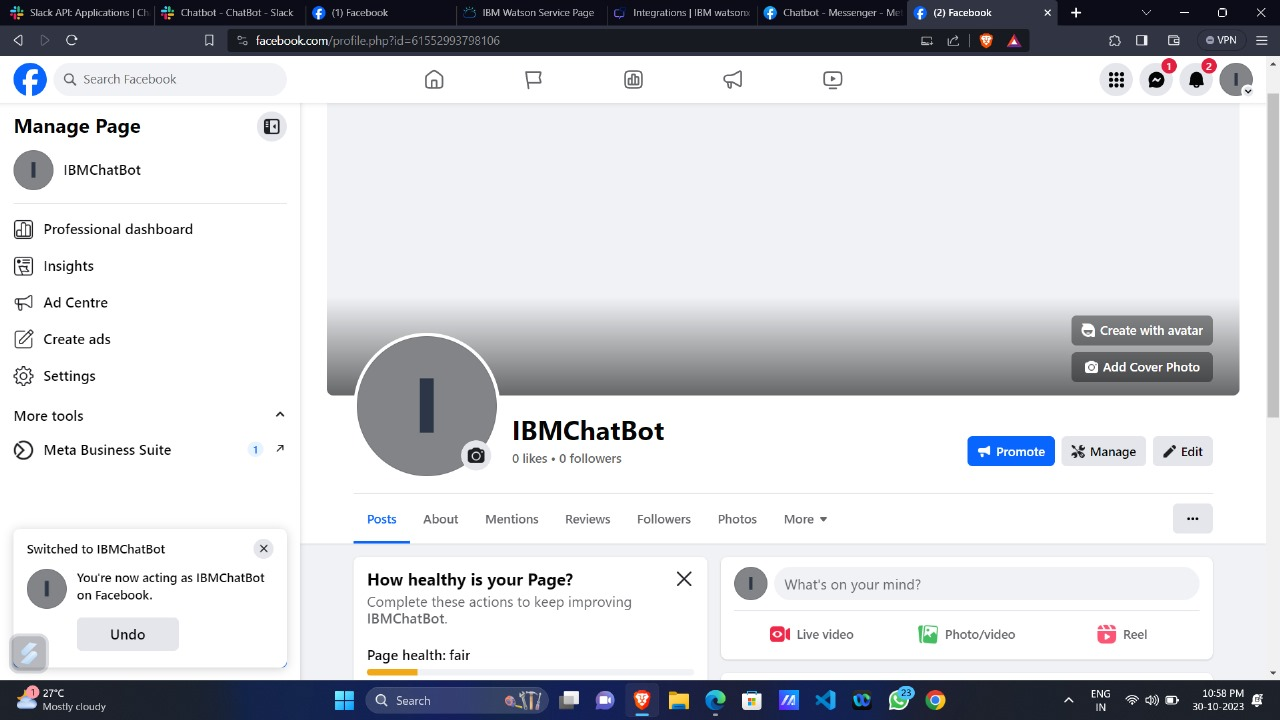 Slack API: Applications | Ch
Chatbot - ChatBot - Slack
(1) Facebook
IBM Watson Service Page
Integrations | IBM watson
Chatbot - Messenger - Me
(2) Facebook
facebook.com/profile.php?id=61552993798106
VPN
Search Facebook
1
2
I
Manage Page
I
IBMChatBot
Professional dashboard
Insights
Ad Centre
Create ads
Settings
More tools
Meta Business Suite
1
Switched to IBMChatBot
I
You're now acting as IBMChatBot
on Facebook.
Undo
Create with avatar
Add Cover Photo
I
IBMChatBot
0 likes • 0 followers
Promote
Manage
Edit
Posts
About
Mentions
Reviews
Followers
Photos
More
How healthy is your Page?
Complete these actions to keep improving
IBMChatBot.
Page health: fair
I
What's on your mind?
Live video
Photo/video
Reel
1
27°C
Mostly cloudy
Search
23
ENG
IN
10:58 PM
30-10-2023